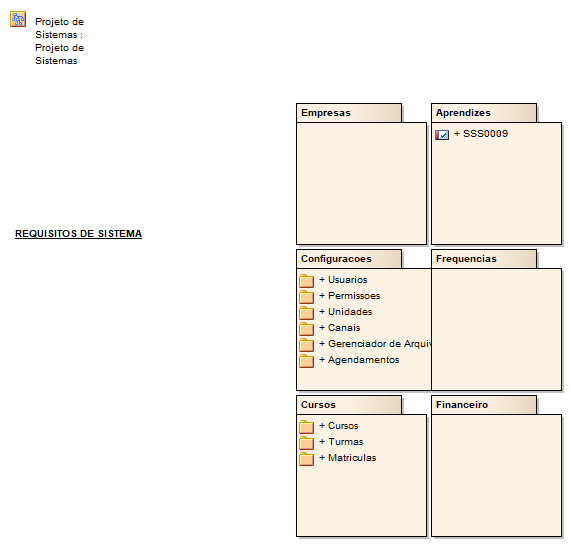 Projeto de
Sistemas :
Projeto de
Sistemas
Empresas
Aprendizes
+ SSS0009
REQUISITOS DE SISTEMA
Configuracoes
+ Usuarios
+ Permissoes
+ Unidades
+ Canais
+ Gerenciador de Arquiv
+ Agendamentos
Frequencias
Cursos
+ Cursos
+ Turmas
+ Matriculas
Financeiro